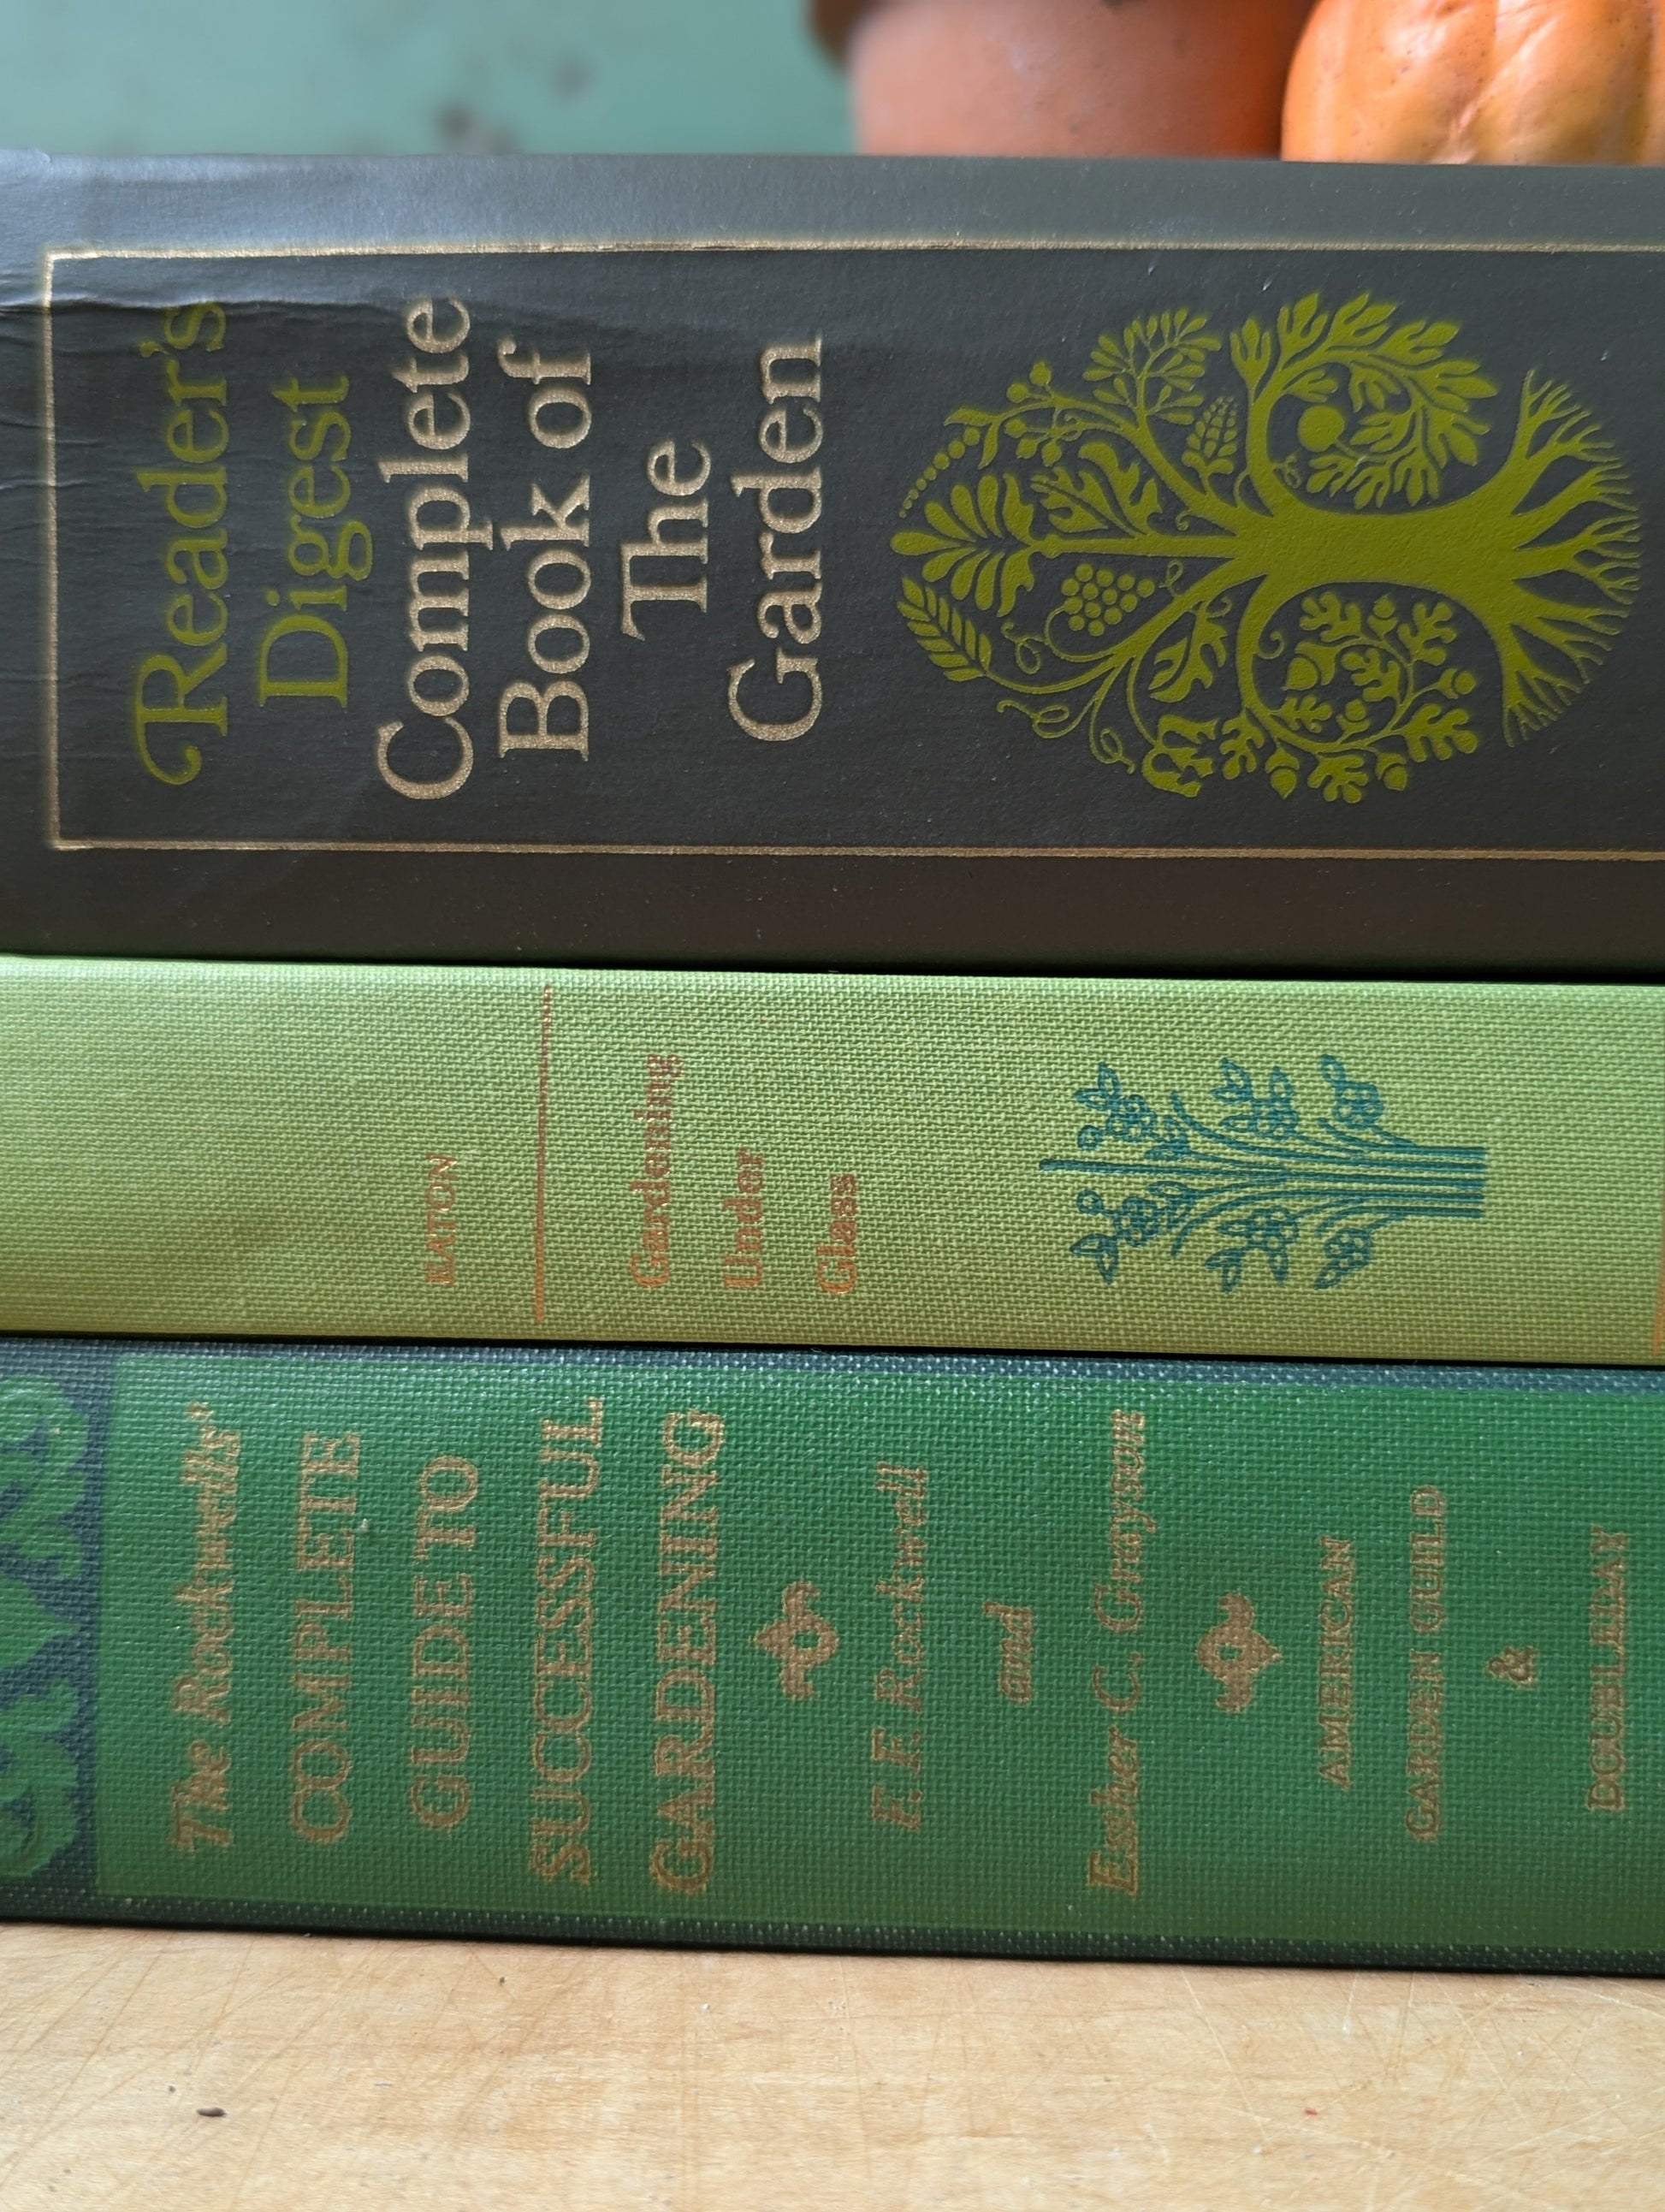 Reader's
Digest
Complete
Book of
The
Garden
EATON
Gardening
Under
Glass
The Rockwells'
COMPLETE
GUIDE TO
SUCCESSFUL
GARDENING
F. F. Rockwell
and
Esther C. Grayson
AMERICAN
GARDEN GUILD
&
DOUBLEDAY